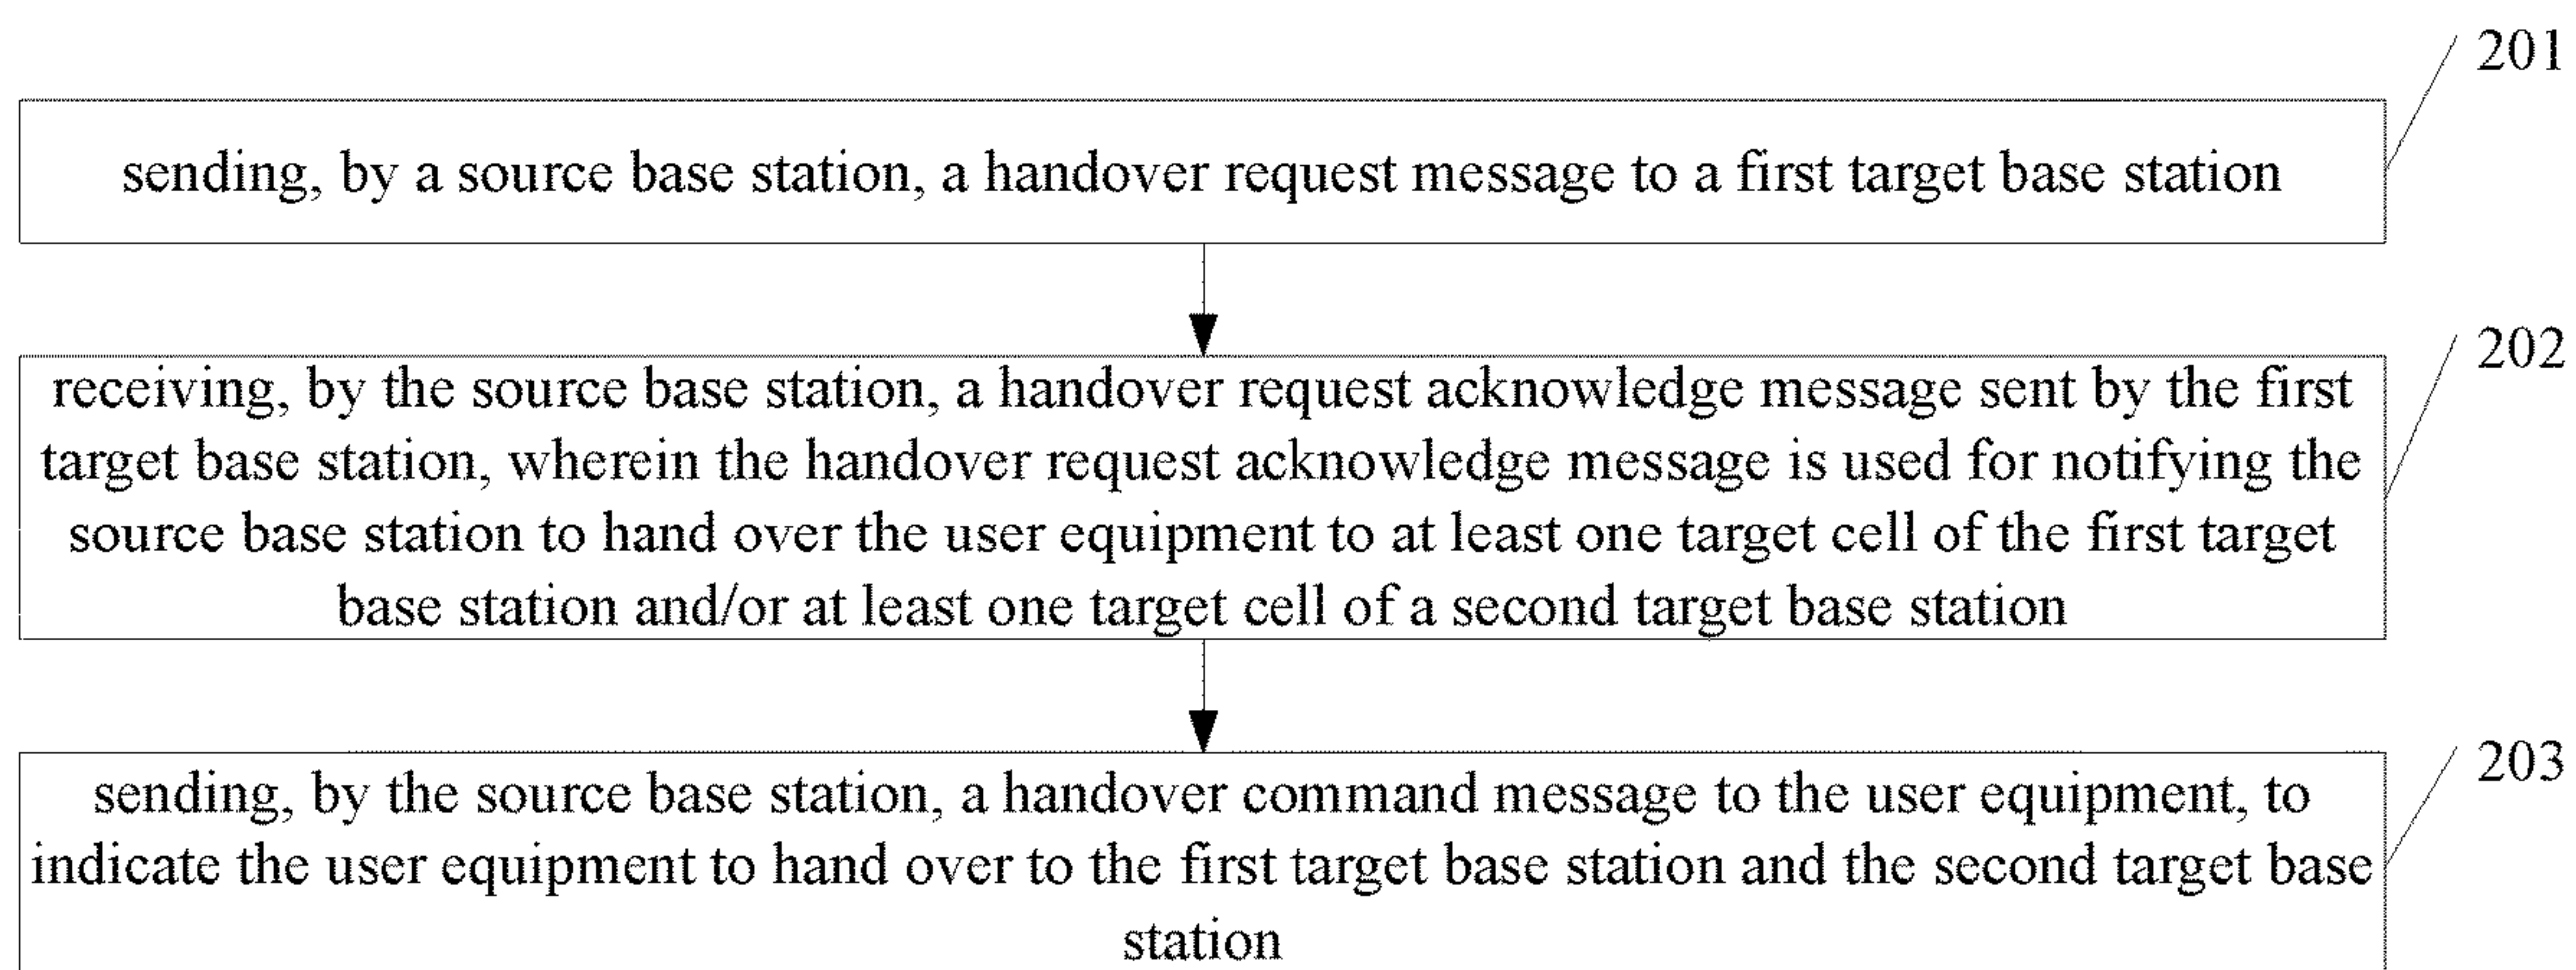 201
sending, by a source base station, a handover request message to a first target base station
202
receiving, by the source base station, a handover request acknowledge message sent by the first
target base station, wherein the handover request acknowledge message is used for notifying the
source base station to hand over the user equipment to at least one target cell of the first target
base station and/or at least one target cell of a second target base station
203
sending, by the source base station, a handover command message to the user equipment, to
indicate the user equipment to hand over to the first target base station and the second target base
station